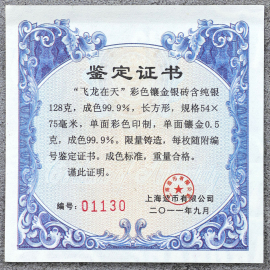 鉴定证书
“飞龙在天”彩色镶金银砖含纯银
128克，成色99.9%，长方形，规格54×
75毫米，单面彩色印制，单面镶金0.5
克，成色99.9%，限量铸造，每枚随附编
号鉴定证书。成色标准，重量合格。
谨此证明。
编号：01130
上海造币有限公司
二〇一一年九月